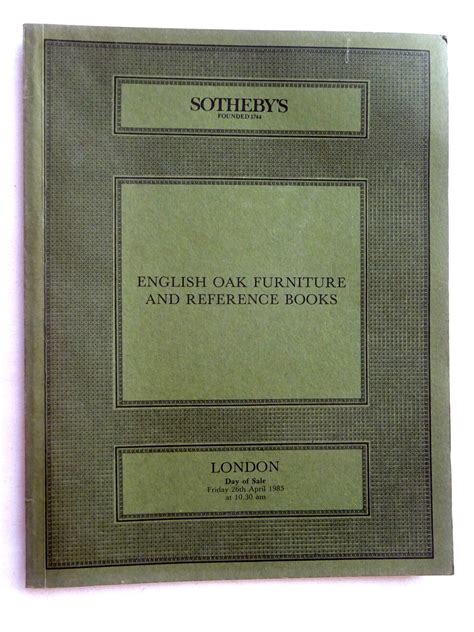 SOTHEBY'S
FOUNDED 1744
ENGLISH OAK FURNITURE
AND REFERENCE BOOKS
LONDON
Day of Sale
Friday 26th April 1985
at 10.30 am